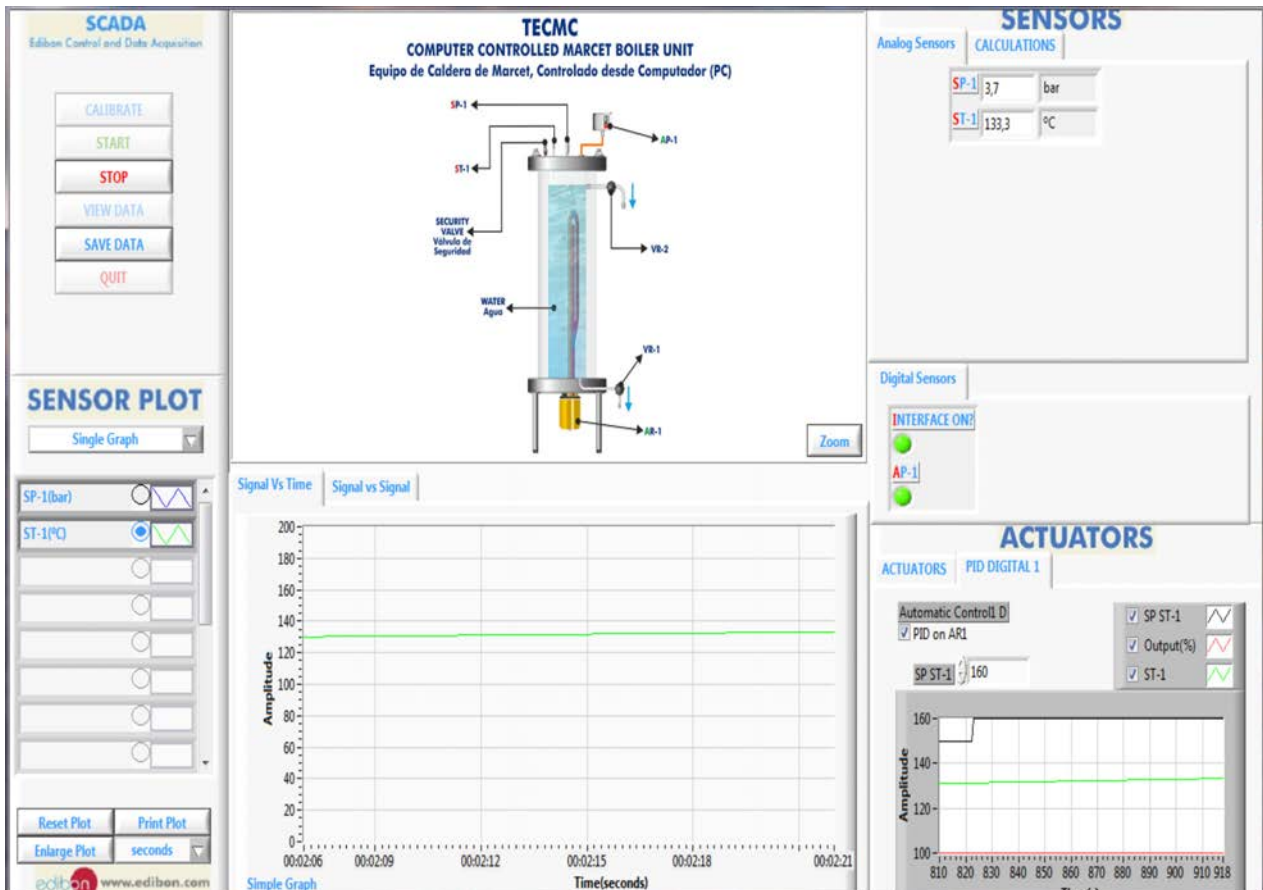 SCADA
Edibon Control and Data Acquisition
CALIBRATE
START
STOP
VIEW DATA
SAVE DATA
QUIT
TECMC
COMPUTER CONTROLLED MARCET BOILER UNIT
Equipo de Caldera de Marcet, Controlado desde Computador (PC)
SP-1
AP-1
ST-1
SECURITY
VALVE
Válvula de
Seguridad
VR-2
WATER
Agua
VR-1
AR-1
Zoom
SENSORS
Analog Sensors
CALCULATIONS
SP-1 3,7 bar
ST-1 133,3 ºC
Digital Sensors
INTERFACE ON?
AP-1
SENSOR PLOT
Single Graph
SP-1(bar)
ST-1(ºC)
Reset Plot Print Plot
Enlarge Plot seconds
edibon www.edibon.com
Signal Vs Time Signal vs Signal
Amplitude
200
180
160
140
120
100
80
60
40
20
0
00:02:06 00:02:09 00:02:12 00:02:15 00:02:18 00:02:21
Simple Graph
Time(seconds)
ACTUATORS
ACTUATORS PID DIGITAL 1
Automatic Control1 D
PID on AR1
SP ST-1 160
SP ST-1
Output(%)
ST-1
Amplitude
160
140
120
100
810 820 830 840 850 860 870 880 890 900 910 918